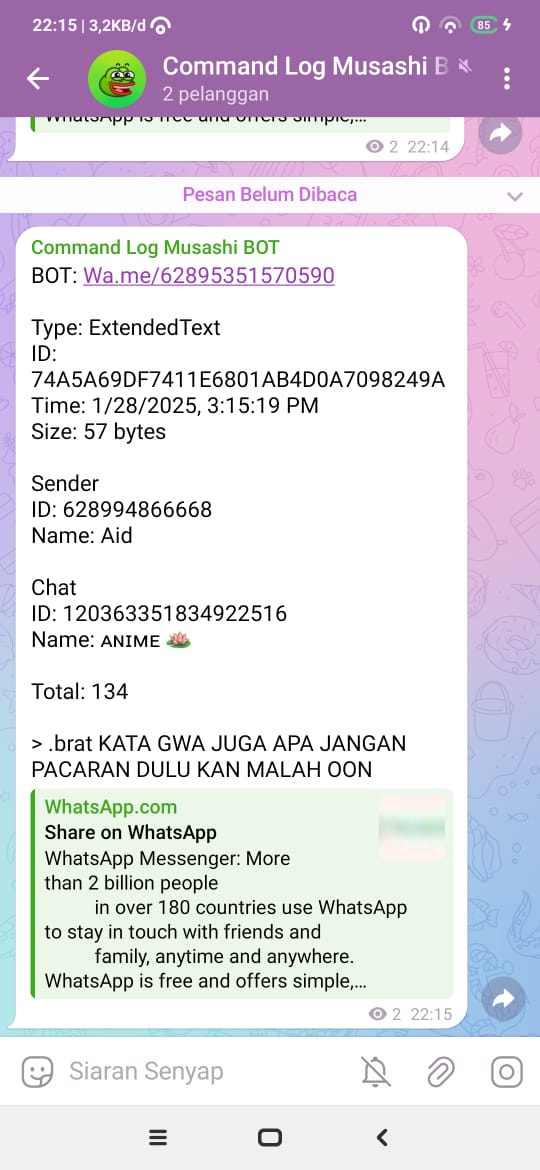 22:15 | 3,2KB/d
85
Command Log Musashi B
2 pelanggan
WhatsApp is free and offers simple,...
2 22:14
Pesan Belum Dibaca
Command Log Musashi BOT
BOT: Wa.me/62895351570590
Type: ExtendedText
ID:
74A5A69DF7411E6801AB4D0A7098249A
Time: 1/28/2025, 3:15:19 PM
Size: 57 bytes
Sender
ID: 628994866668
Name: Aid
Chat
ID: 120363351834922516
Name: ᴀɴɪᴍᴇ 🪷
Total: 134
> .brat KATA GWA JUGA APA JANGAN
PACARAN DULU KAN MALAH OON
WhatsApp.com
Share on WhatsApp
WhatsApp Messenger: More
than 2 billion people
in over 180 countries use WhatsApp
to stay in touch with friends and
family, anytime and anywhere.
WhatsApp is free and offers simple,...
2 22:15
Siaran Senyap